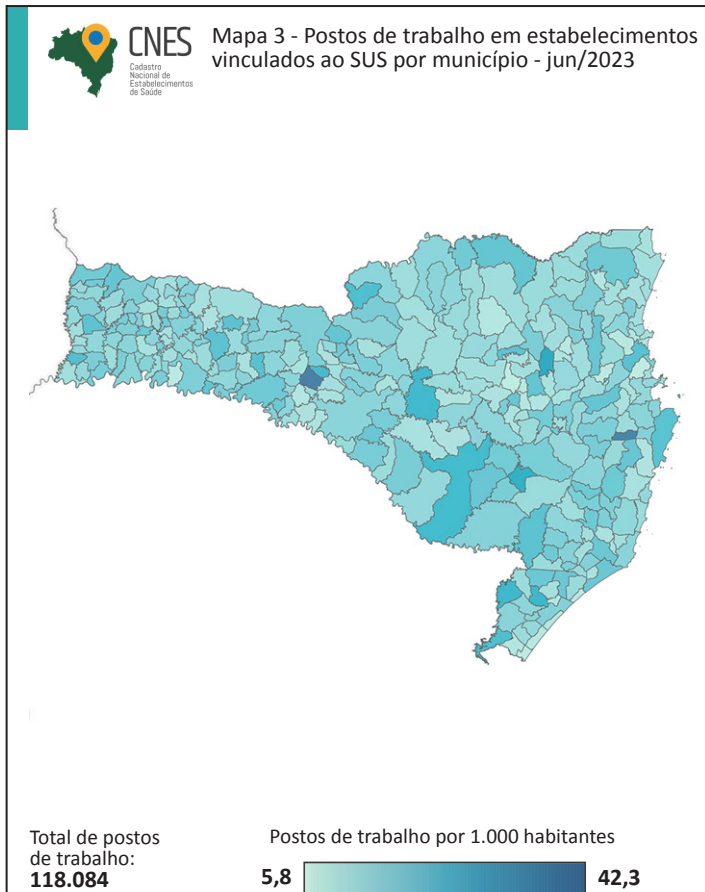 CNES
Cadastro
Nacional de
Estabelecimentos
de Saúde
Mapa 3 - Postos de trabalho em estabelecimentos
vinculados ao SUS por município - jun/2023
Total de postos
de trabalho:
118.084
Postos de trabalho por 1.000 habitantes
5,8
42,3